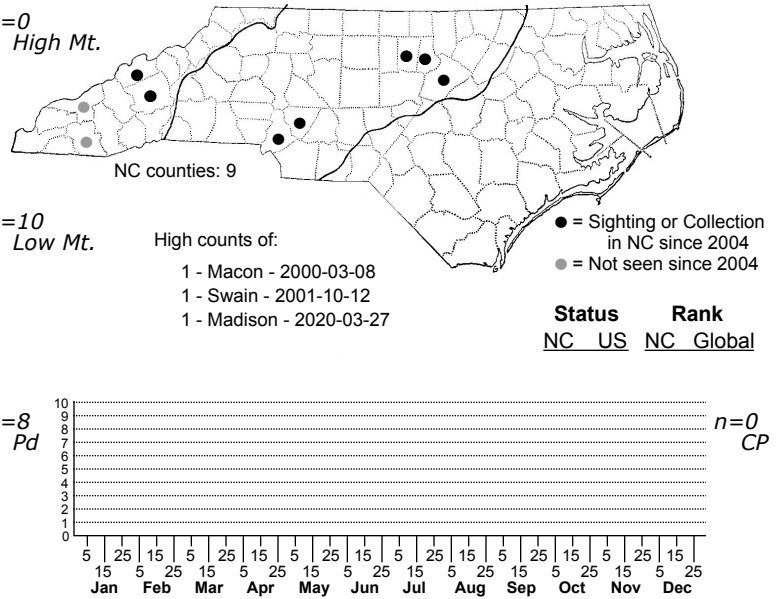 =0
High Mt.
NC counties: 9
=10
Low Mt.
High counts of:
1 - Macon - 2000-03-08
1 - Swain - 2001-10-12
1 - Madison - 2020-03-27
= Sighting or Collection
in NC since 2004
= Not seen since 2004
Status Rank
NC US NC Global
=8
Pd
n=0
CP
10
9
8
7
6
5
4
3
2
1
0
5 25 15 5 25 15 5 25 15 5 25 15 5 25 15 5 25 15
15 5 25 15 5 25 15 5 25 15 5 25 15 5 25 15 5 25
Jan Feb Mar Apr May Jun Jul Aug Sep Oct Nov Dec